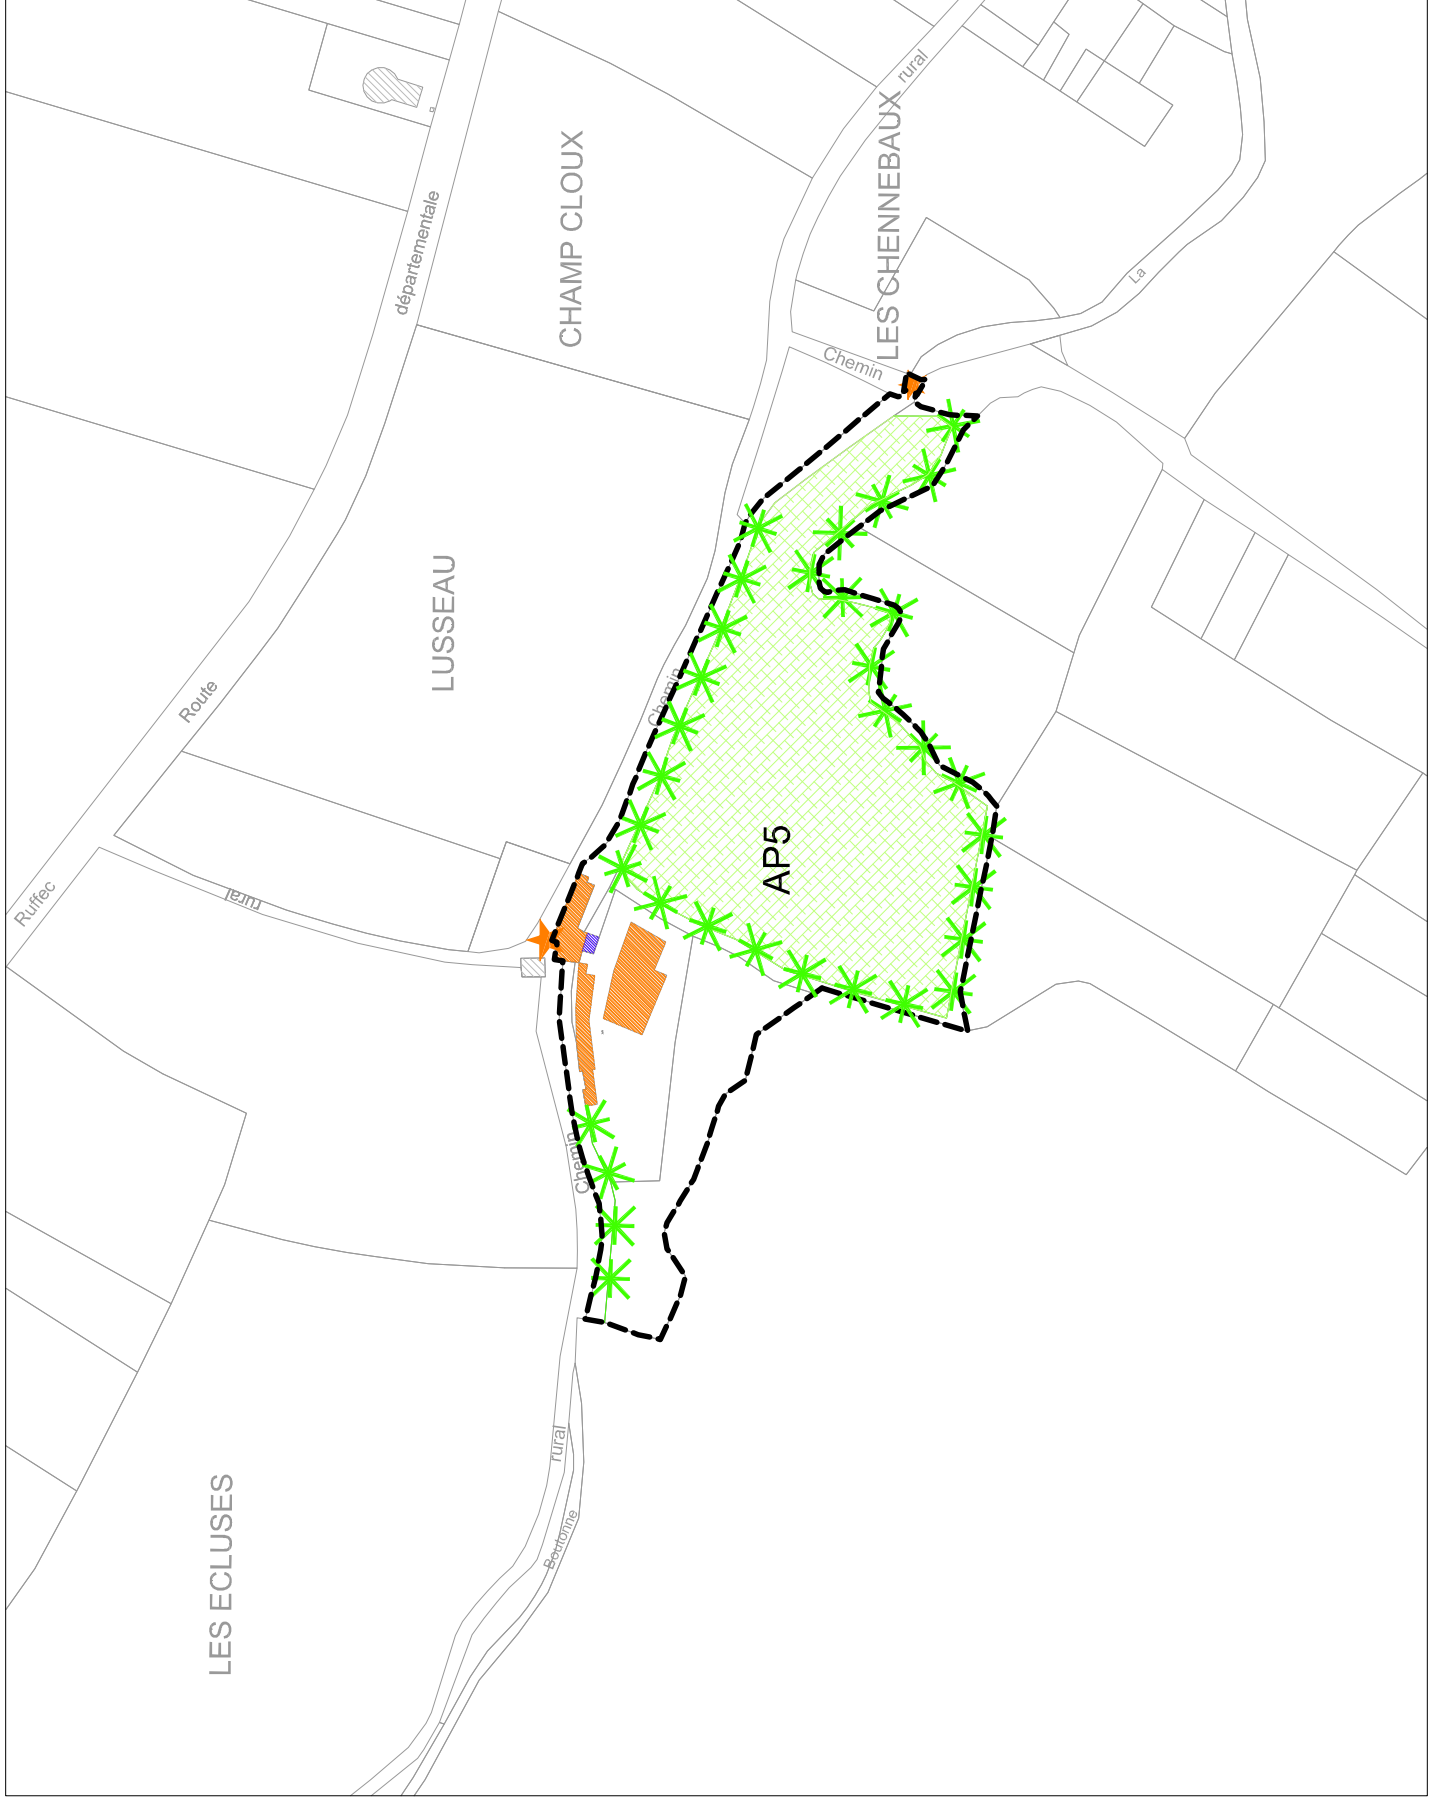 rural
départementale
CHAMP CLOUX
LES CHENNEBAUX
La
Chemin
LUSSEAU
Route
Chemin
AP5
Ruffec
rural
Chemin
rural
LES ECLUSES
Boutonne